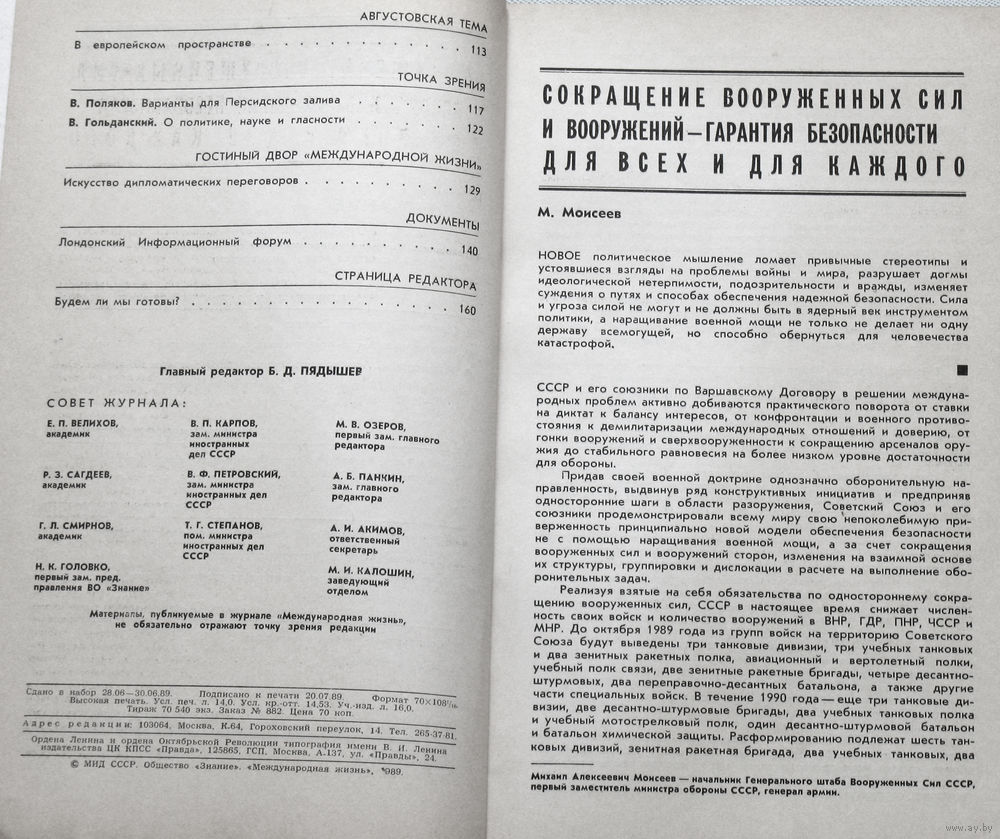 АВГУСТОВСКАЯ ТЕМА
В европейском пространстве . . . . . . . . . . . . 113
ТОЧКА ЗРЕНИЯ
В. Поляков. Варианты для Персидского залива . . . . . . . 117
В. Гольданский. О политике, науке и гласности . . . . . . . 122
ГОСТИНЫЙ ДВОР «МЕЖДУНАРОДНОЙ ЖИЗНИ»
Искусство дипломатических переговоров . . . . . . . . . . 129
ДОКУМЕНТЫ
Лондонский Информационный форум . . . . . . . . . . 140
СТРАНИЦА РЕДАКТОРА
Будем ли мы готовы? . . . . . . . . . . . . . . . 160
Главный редактор Б. Д. ПЯДЫШЕВ
СОВЕТ ЖУРНАЛА:
Е. П. ВЕЛИХОВ,
академик
Р. З. САГДЕЕВ,
академик
Г. Л. СМИРНОВ,
академик
Н. К. ГОЛОВКО,
первый зам. пред.
правления ВО «Знание»
В. П. КАРПОВ,
зам. министра
иностранных
дел СССР
В. Ф. ПЕТРОВСКИЙ,
зам. министра
иностранных дел
СССР
Т. Г. СТЕПАНОВ,
пом. министра
иностранных дел
СССР
М. В. ОЗЕРОВ,
первый зам. главного
редактора
А. Б. ПАНКИН,
зам. главного
редактора
А. И. АКИМОВ,
ответственный
секретарь
М. И. КАЛОШИН,
заведующий
отделом
Материалы, публикуемые в журнале «Международная жизнь»,
не обязательно отражают точку зрения редакции
Сдано в набор 28.06—30.06.89. Подписано к печати 20.07.89. Формат 70×108¹/₁₆.
Высокая печать. Усл. печ. л. 14,0. Усл. кр.-отт. 14,53. Уч.-изд. л. 16,0.
Тираж 70 540 экз. Заказ № 882. Цена 70 коп.
Адрес редакции: 103064, Москва, К-64, Гороховский переулок, 14. Тел. 265-37-81.
Ордена Ленина и ордена Октябрьской Революции типография имени В. И. Ленина
издательства ЦК КПСС «Правда», 125865, ГСП, Москва, А-137, ул. «Правды», 24.
© МИД СССР. Общество «Знание». «Международная жизнь», 1989.
СОКРАЩЕНИЕ ВООРУЖЕННЫХ СИЛ
И ВООРУЖЕНИЙ—ГАРАНТИЯ БЕЗОПАСНОСТИ
ДЛЯ ВСЕХ И ДЛЯ КАЖДОГО
М. Моисеев
НОВОЕ политическое мышление ломает привычные стереотипы и
устоявшиеся взгляды на проблемы войны и мира, разрушает догмы
идеологической нетерпимости, подозрительности и вражды, изменяет
суждения о путях и способах обеспечения надежной безопасности. Сила
и угроза силой не могут и не должны быть в ядерный век инструментом
политики, а наращивание военной мощи не только не делает ни одну
державу всемогущей, но способно обернуться для человечества
катастрофой.
СССР и его союзники по Варшавскому Договору в решении междуна-
родных проблем активно добиваются практического поворота от ставки
на диктат к балансу интересов, от конфронтации и военного противо-
стояния к демилитаризации международных отношений и доверию, от
гонки вооружений и сверхвооруженности к сокращению арсеналов ору-
жия до стабильного равновесия на более низком уровне достаточности
для обороны.
Придав своей военной доктрине однозначно оборонительную на-
правленность, выдвинув ряд конструктивных инициатив и предприняв
односторонние шаги в области разоружения, Советский Союз и его
союзники продемонстрировали всему миру свою непоколебимую при-
верженность принципиально новой модели обеспечения безопасности
не с помощью наращивания военной мощи, а за счет сокращения
вооруженных сил и вооружений сторон, изменения на взаимной основе
их структуры, группировки и дислокации в расчете на выполнение обо-
ронительных задач.
Реализуя взятые на себя обязательства по одностороннему сокра-
щению вооруженных сил, СССР в настоящее время снижает числен-
ность своих войск и количество вооружений в ВНР, ГДР, ПНР, ЧССР и
МНР. До октября 1989 года из групп войск на территорию Советского
Союза будут выведены три танковые дивизии, три учебных танковых
и два зенитных ракетных полка, авиационный и вертолетный полки,
учебный полк связи, две зенитные ракетные бригады, четыре десантно-
штурмовых, два переправочно-десантных батальона, а также другие
части специальных войск. В течение 1990 года—еще три танковые ди-
визии, две десантно-штурмовые бригады, два учебных танковых полка
и учебный мотострелковый полк, один десантно-штурмовой батальон
и батальон химической защиты. Расформированию подлежат шесть тан-
ковых дивизий, зенитная ракетная бригада, два учебных танковых, два
Михаил Алексеевич Моисеев — начальник Генерального штаба Вооруженных Сил СССР,
первый заместитель министра обороны СССР, генерал армии.
www.ay.by